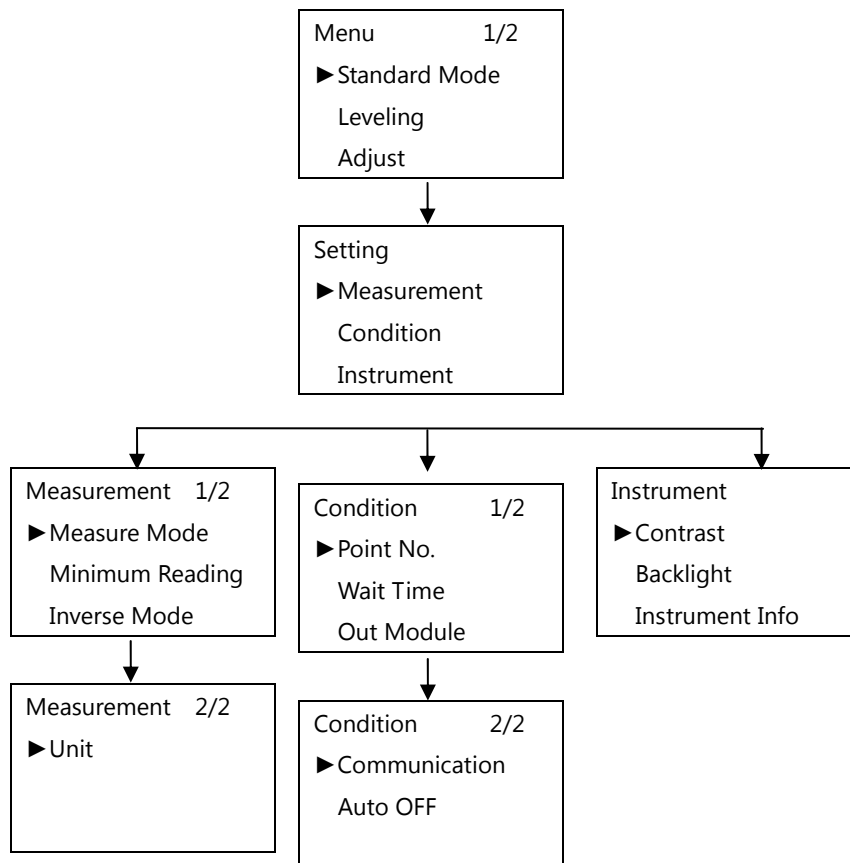 Menu 1/2
►Standard Mode
Leveling
Adjust
Setting
►Measurement
Condition
Instrument
Measurement 1/2
►Measure Mode
Minimum Reading
Inverse Mode
Measurement 2/2
►Unit
Condition 1/2
►Point No.
Wait Time
Out Module
Condition 2/2
►Communication
Auto OFF
Instrument
►Contrast
Backlight
Instrument Info